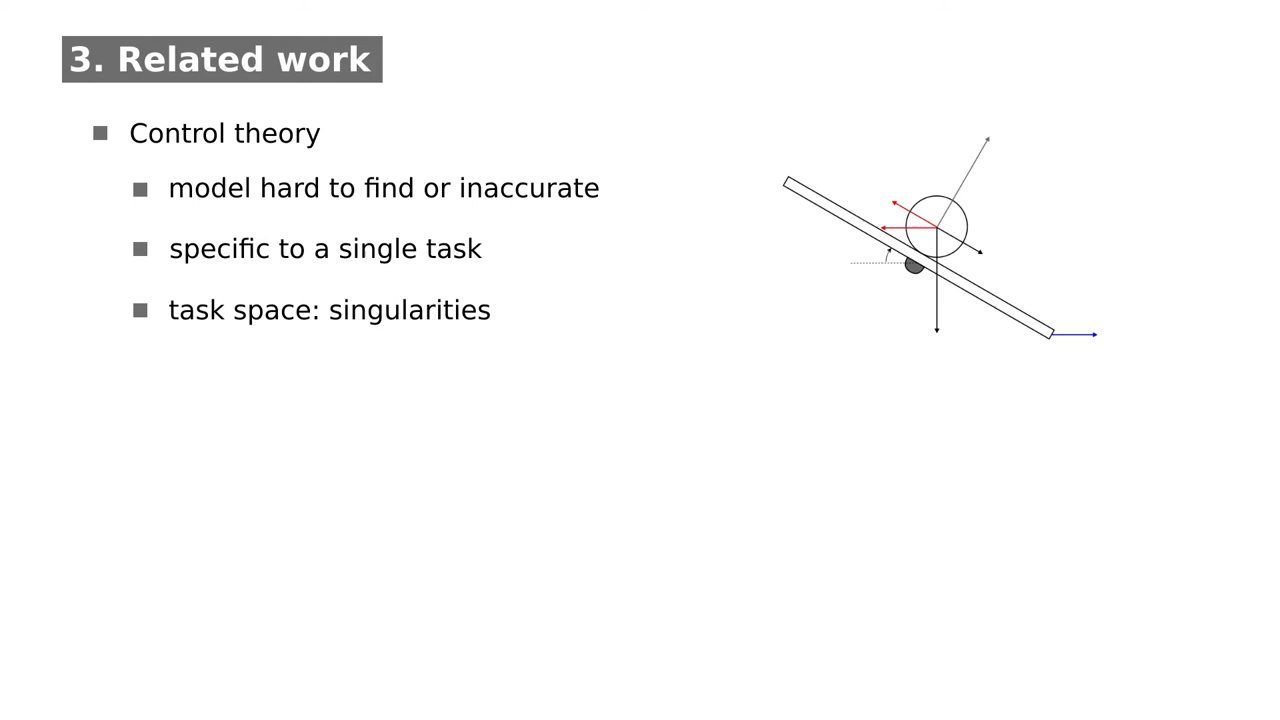 3. Related work
Control theory
model hard to find or inaccurate
specific to a single task
task space: singularities